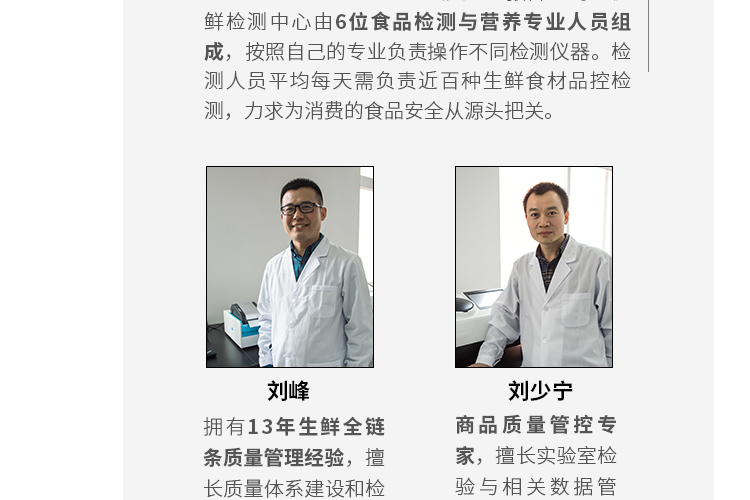 鲜检测中心由6位食品检测与营养专业人员组
成，按照自己的专业负责操作不同检测仪器。检
测人员平均每天需负责近百种生鲜食材品控检
测，力求为消费的食品安全从源头把关。
刘峰
拥有13年生鲜全链
条质量管理经验，擅
长质量体系建设和检
刘少宁
商品质量管控专
家，擅长实验室检
验与相关数据管